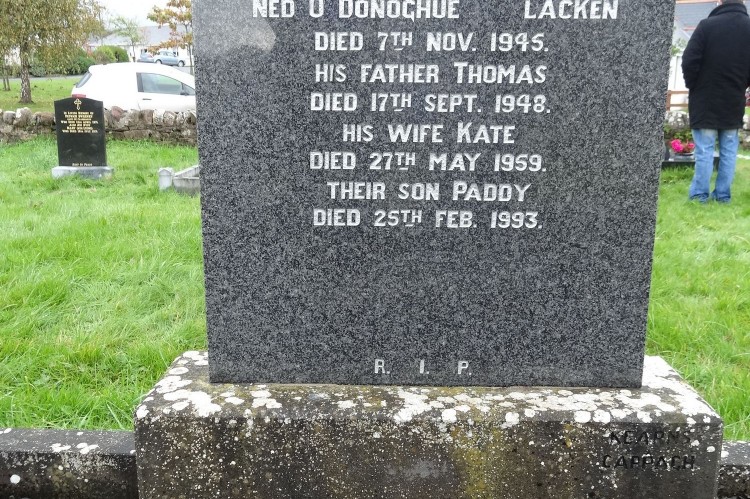 NED O DONOGHUE LACKEN
DIED 7TH NOV. 1945.
HIS FATHER THOMAS
DIED 17TH SEPT. 1948.
HIS WIFE KATE
DIED 27TH MAY 1959.
THEIR SON PADDY
DIED 25TH FEB. 1993.
R. I. P.
KEARNS
CAPPAGH